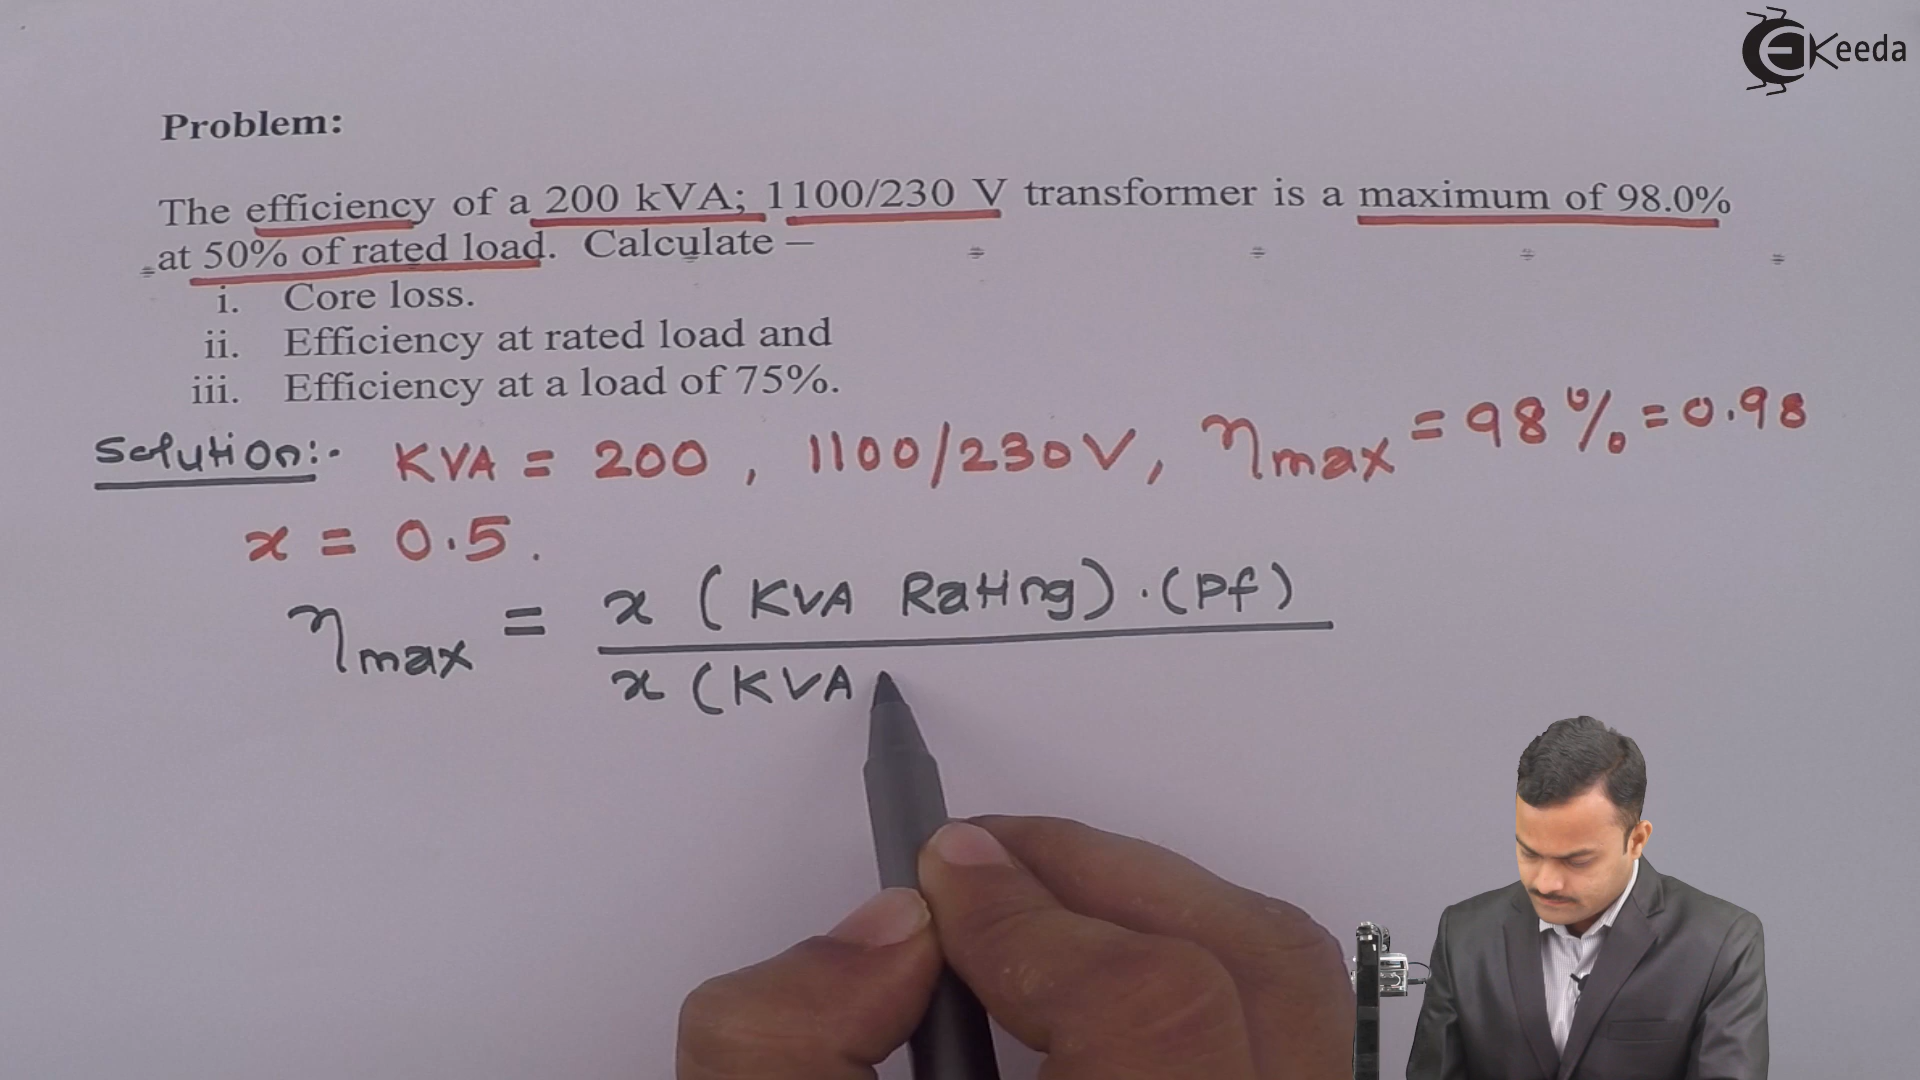 EKeeda
Problem:
The efficiency of a 200 kVA; 1100/230 V transformer is a maximum of 98.0%
at 50% of rated load. Calculate –
i. Core loss.
ii. Efficiency at rated load and
iii. Efficiency at a load of 75%.
Solution:- KVA = 200 , 1100/230V, ηmax = 98% = 0.98
x = 0.5.
ηmax = x (KVA Rating) . (Pf)
x (KVA